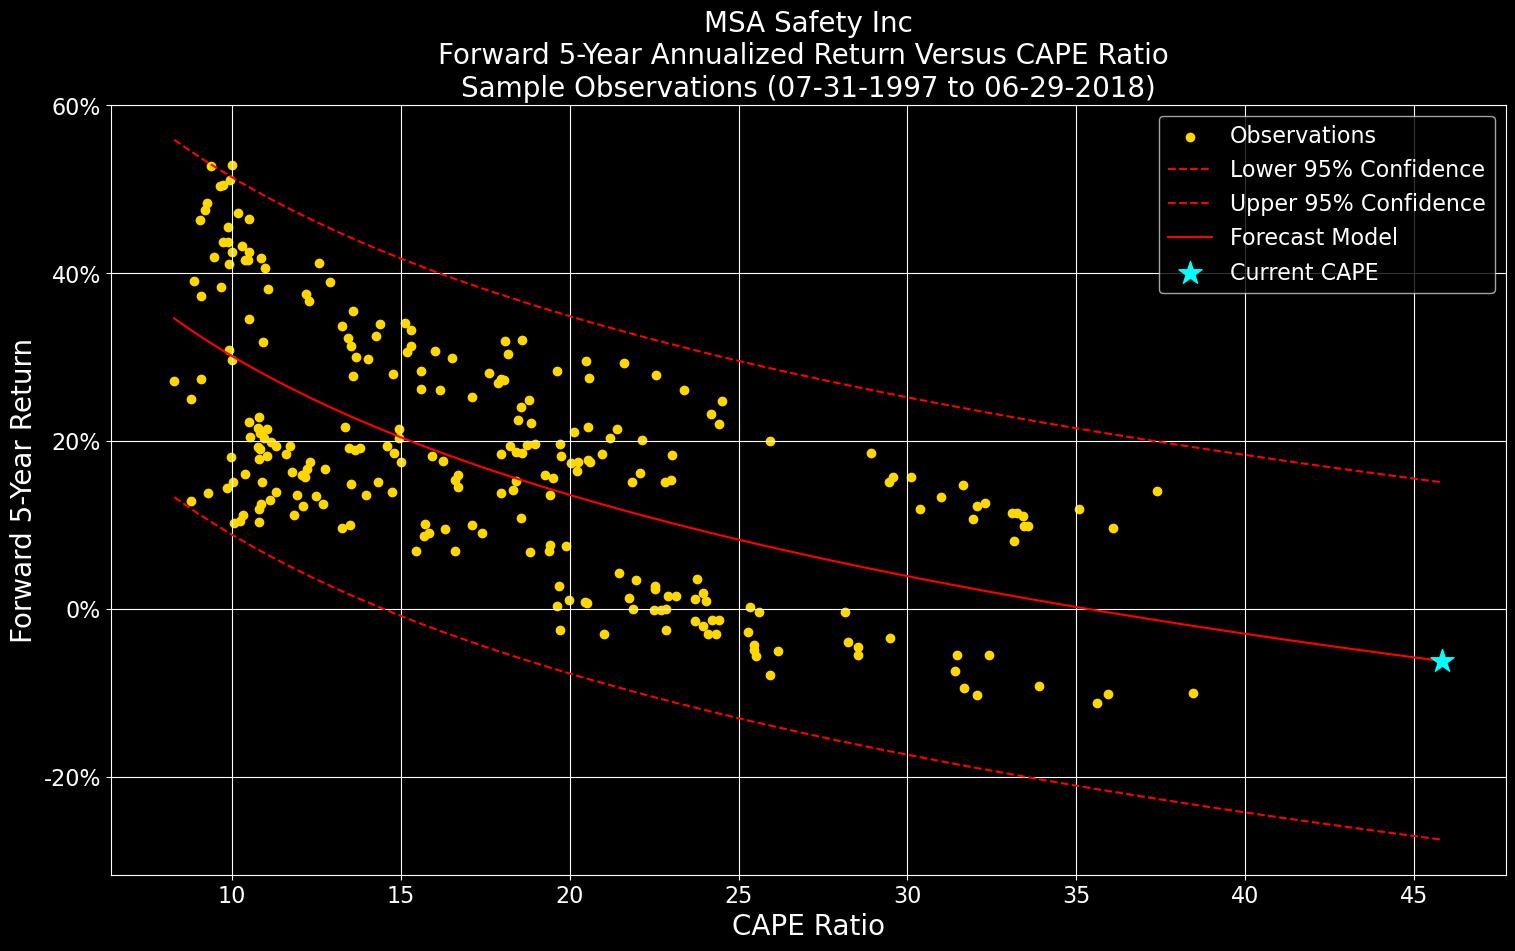 MSA Safety Inc
Forward 5-Year Annualized Return Versus CAPE Ratio
Sample Observations (07-31-1997 to 06-29-2018)
Observations
Lower 95% Confidence
Upper 95% Confidence
Forecast Model
Current CAPE
Forward 5-Year Return
60%
40%
20%
0%
-20%
10 15 20 25 30 35 40 45
CAPE Ratio